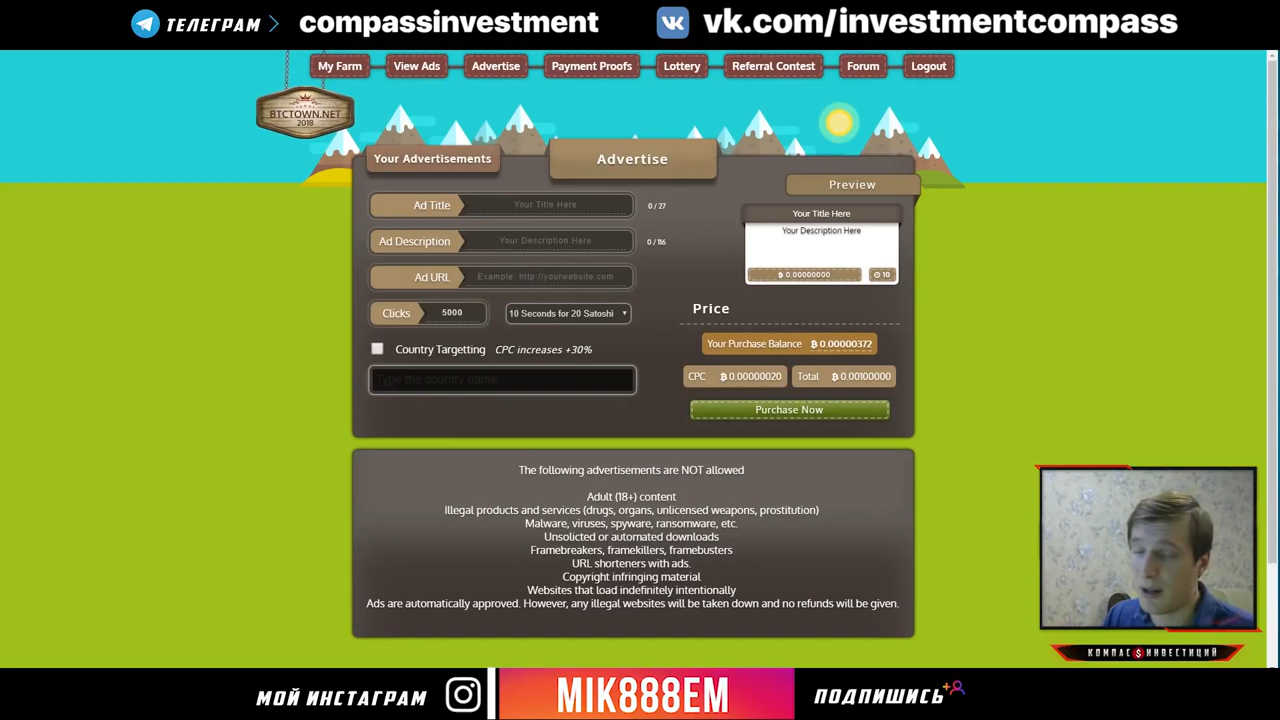 ТЕЛЕГРАМ compassinvestment vk.com/investmentcompass
My Farm View Ads Advertise Payment Proofs Lottery Referral Contest Forum Logout
BTCTOWN.NET
2018
Your Advertisements
Advertise
Preview
Ad Title Your Title Here 0 / 27
Ad Description Your Description Here 0 / 116
Ad URL Example: http://yourwebsite.com
Clicks 5000 10 Seconds for 20 Satoshi
Country Targetting CPC increases +30%
Type the country name
Your Title Here
Your Description Here
₿ 0.00000000 10
Price
Your Purchase Balance ₿ 0.00000372
CPC ₿ 0.00000020 Total ₿ 0.00100000
Purchase Now
The following advertisements are NOT allowed
Adult (18+) content
Illegal products and services (drugs, organs, unlicensed weapons, prostitution)
Malware, viruses, spyware, ransomware, etc.
Unsolicted or automated downloads
Framebreakers, framekillers, framebusters
URL shorteners with ads.
Copyright infringing material
Websites that load indefinitely intentionally
Ads are automatically approved. However, any illegal websites will be taken down and no refunds will be given.
КОМПАС $ ИНВЕСТИЦИЙ
МОЙ ИНСТАГРАМ MIK888EM ПОДПИШИСЬ